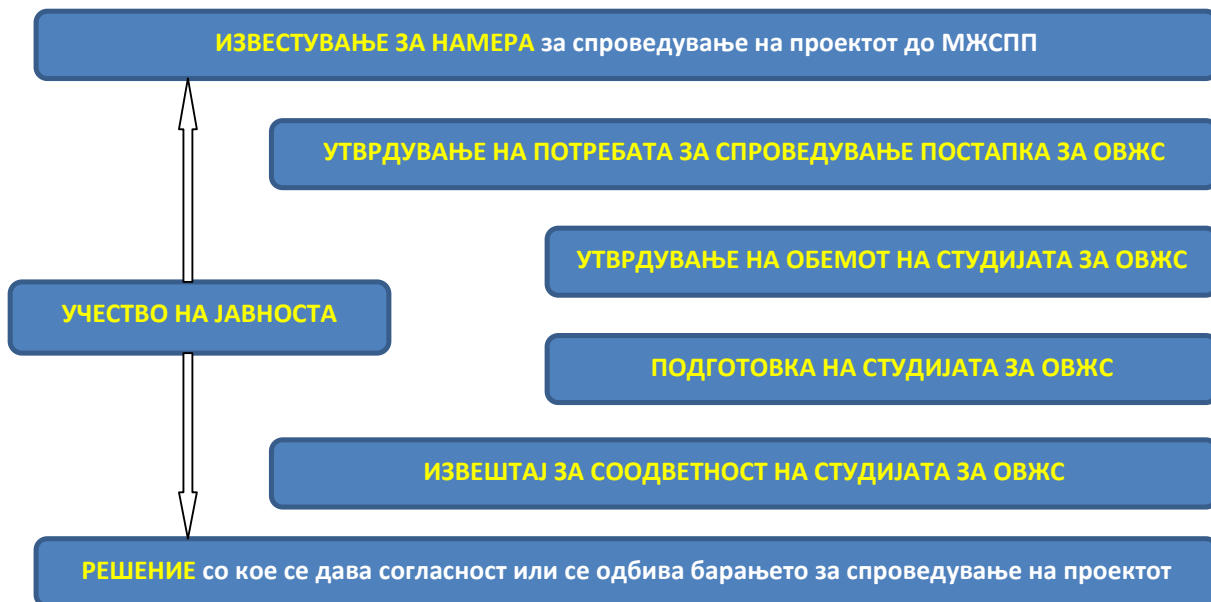 ИЗВЕСТУВАЊЕ ЗА НАМЕРА за спроведување на проектот до МЖСПП
УТВРДУВАЊЕ НА ПОТРЕБАТА ЗА СПРОВЕДУВАЊЕ ПОСТАПКА ЗА ОВЖС
УТВРДУВАЊЕ НА ОБЕМОТ НА СТУДИЈАТА ЗА ОВЖС
УЧЕСТВО НА ЈАВНОСТА
ПОДГОТОВКА НА СТУДИЈАТА ЗА ОВЖС
ИЗВЕШТАЈ ЗА СООДВЕТНОСТ НА СТУДИЈАТА ЗА ОВЖС
РЕШЕНИЕ со кое се дава согласност или се одбива барањето за спроведување на проектот